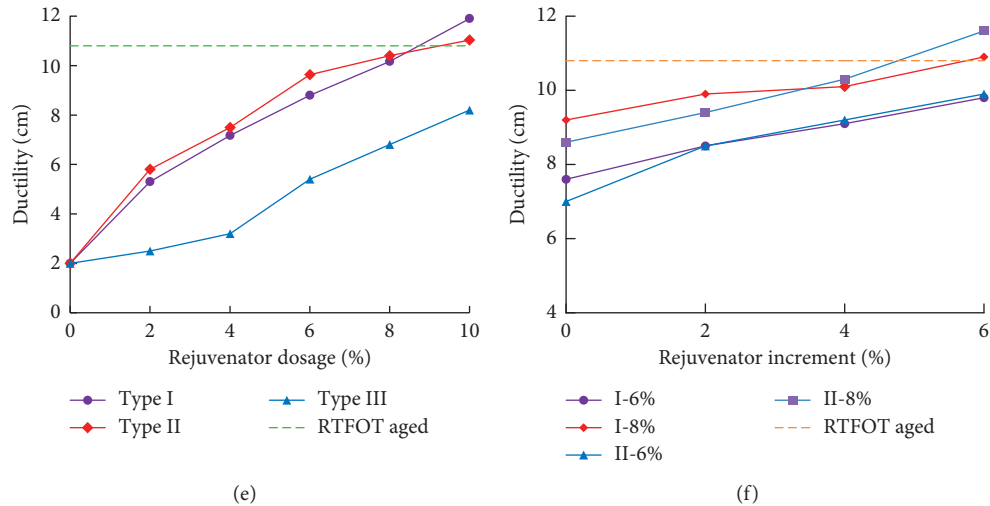 12
10
8
6
4
2
0
Ductility (cm)
0 2 4 6 8 10
Rejuvenator dosage (%)
Type I
Type III
Type II
RTFOT aged
(e)
12
10
8
6
4
Ductility (cm)
0 2 4 6
Rejuvenator increment (%)
I-6%
II-8%
I-8%
RTFOT aged
II-6%
(f)